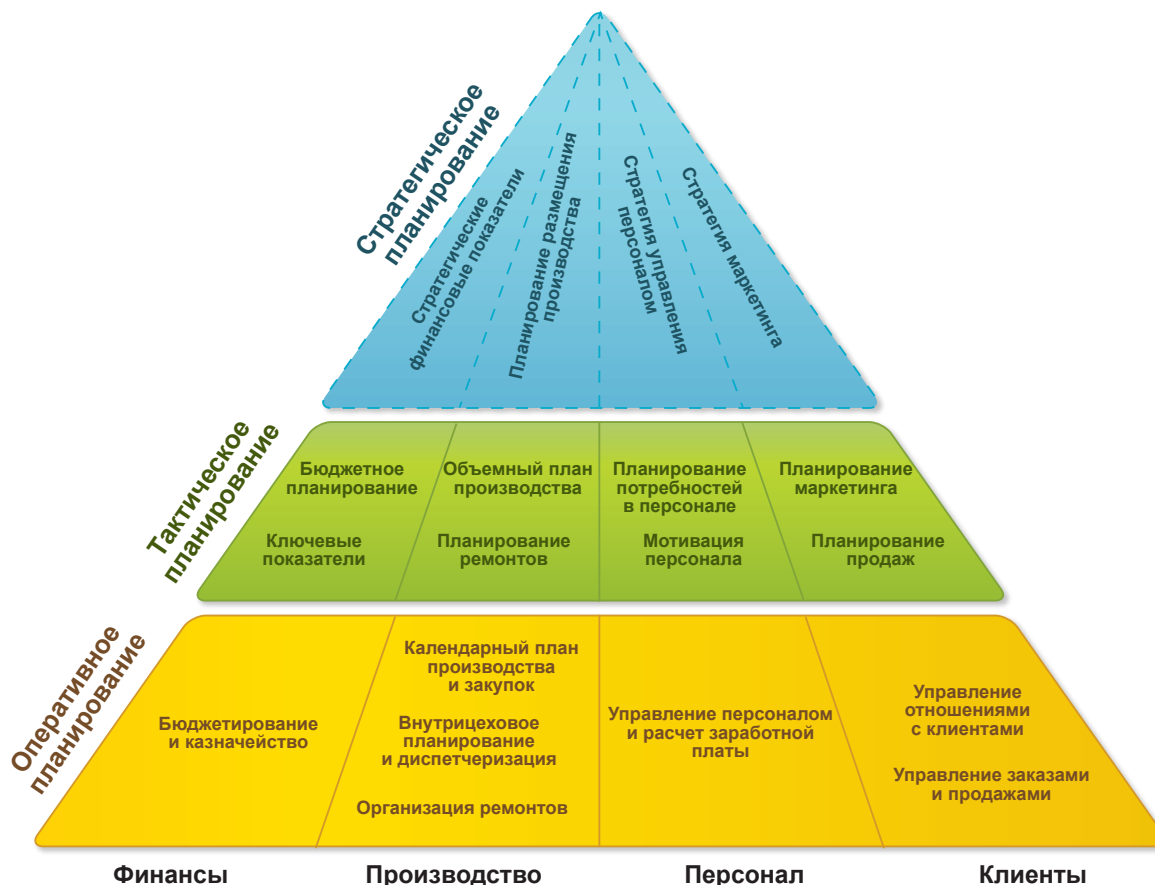 Стратегическое
планирование
Стратегические
финансовые показатели
Планирование размещения
производства
Стратегия управления
персоналом
Стратегия маркетинга
Тактическое
планирование
Бюджетное
планирование
Ключевые
показатели
Объемный план
производства
Планирование
ремонтов
Планирование
потребностей
в персонале
Мотивация
персонала
Планирование
маркетинга
Планирование
продаж
Оперативное
планирование
Бюджетирование
и казначейство
Календарный план
производства
и закупок
Внутрицеховое
планирование
и диспетчеризация
Организация ремонтов
Управление персоналом
и расчет заработной
платы
Управление
отношениями
с клиентами
Управление заказами
и продажами
Финансы
Производство
Персонал
Клиенты